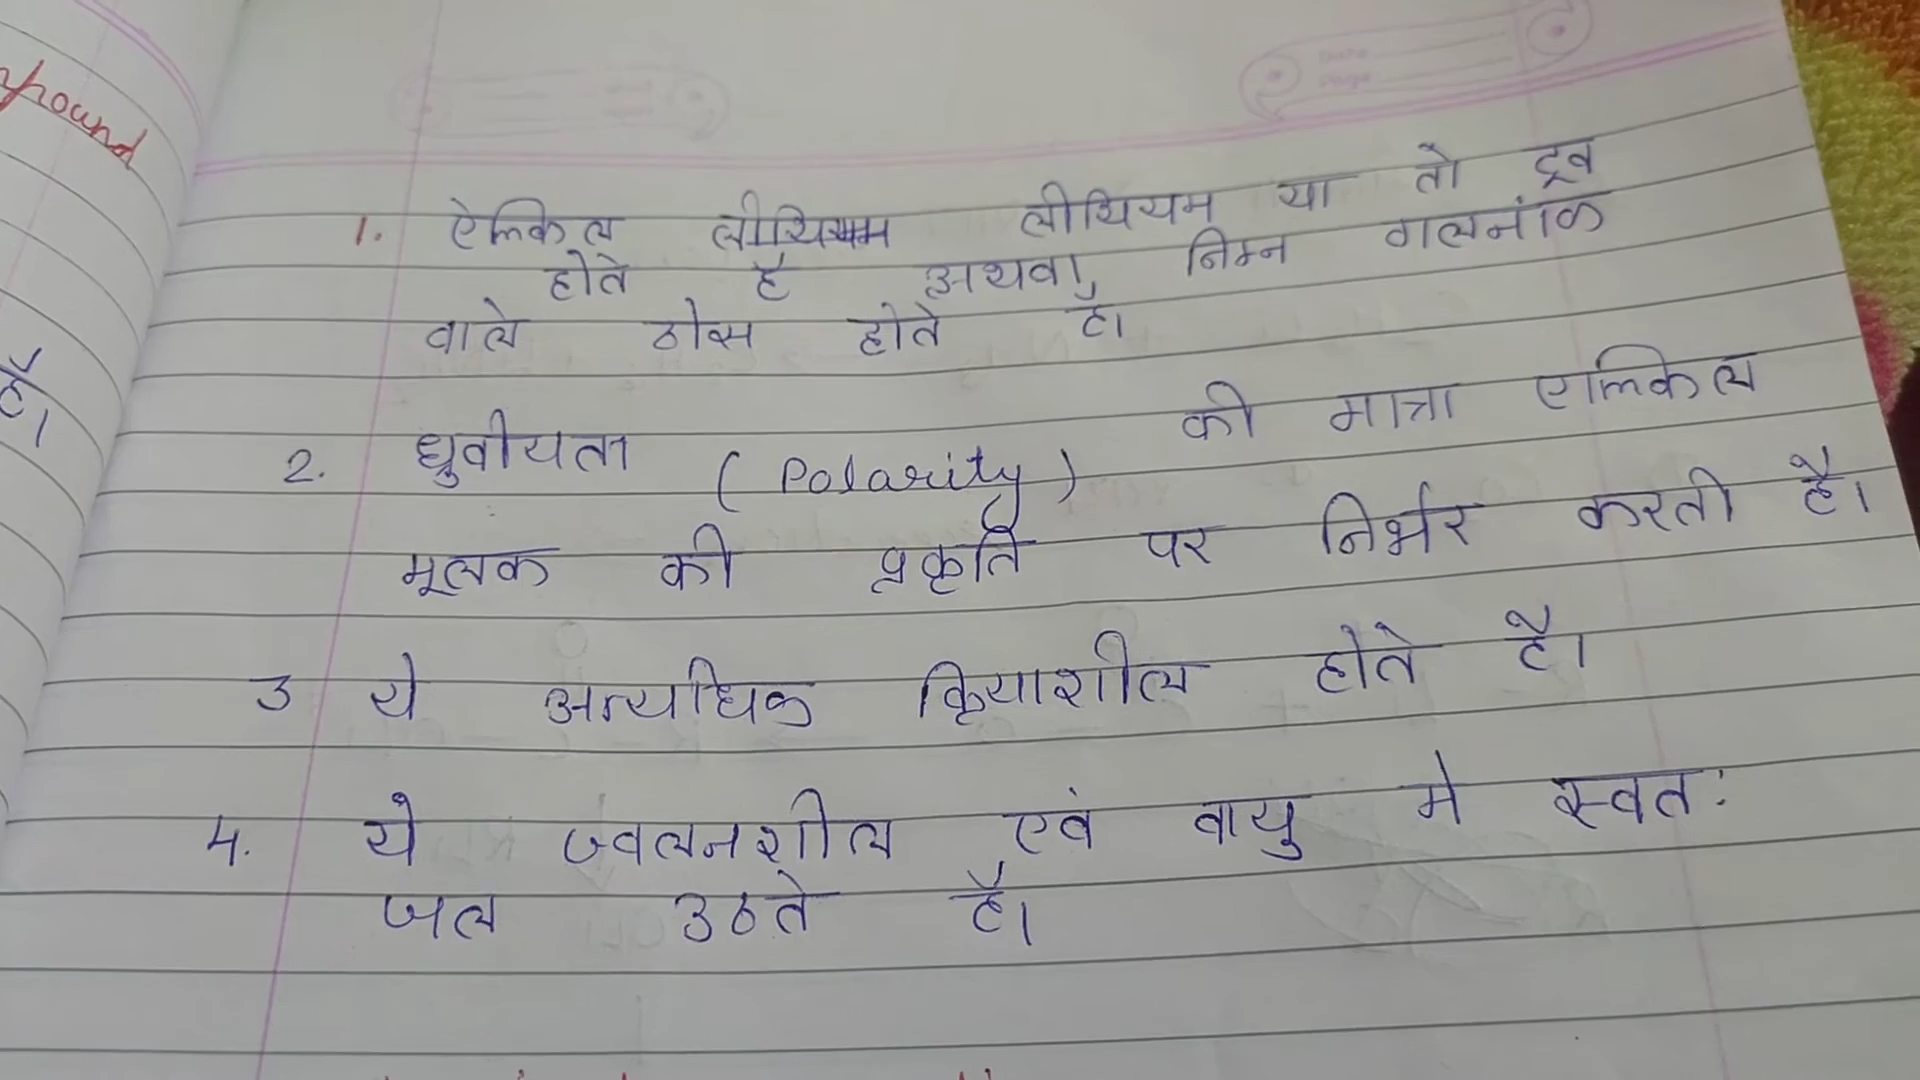 pound
है।
1. ऐल्किल लीथियम लीथियम या तो द्रव
होते है अथवा, निम्न गलनांक
वाले ठोस होते है।
2. ध्रुवीयता (Polarity) की मात्रा एल्किल
मूलक की प्रकृति पर निर्भर करती है।
3 ये अत्यधिक क्रियाशील होते है।
4. ये ज्वलनशील एवं वायु मे स्वत:
जल उठते है।